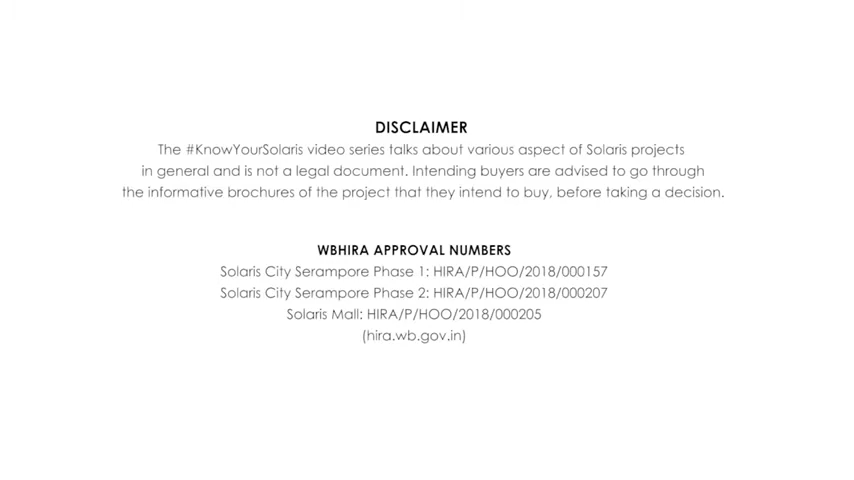 DISCLAIMER
The #KnowYourSolaris video series talks about various aspect of Solaris projects
in general and is not a legal document. Intending buyers are advised to go through
the informative brochures of the project that they intend to buy, before taking a decision.
WBHIRA APPROVAL NUMBERS
Solaris City Serampore Phase 1: HIRA/P/HOO/2018/000157
Solaris City Serampore Phase 2: HIRA/P/HOO/2018/000207
Solaris Mall: HIRA/P/HOO/2018/000205
(hira.wb.gov.in)